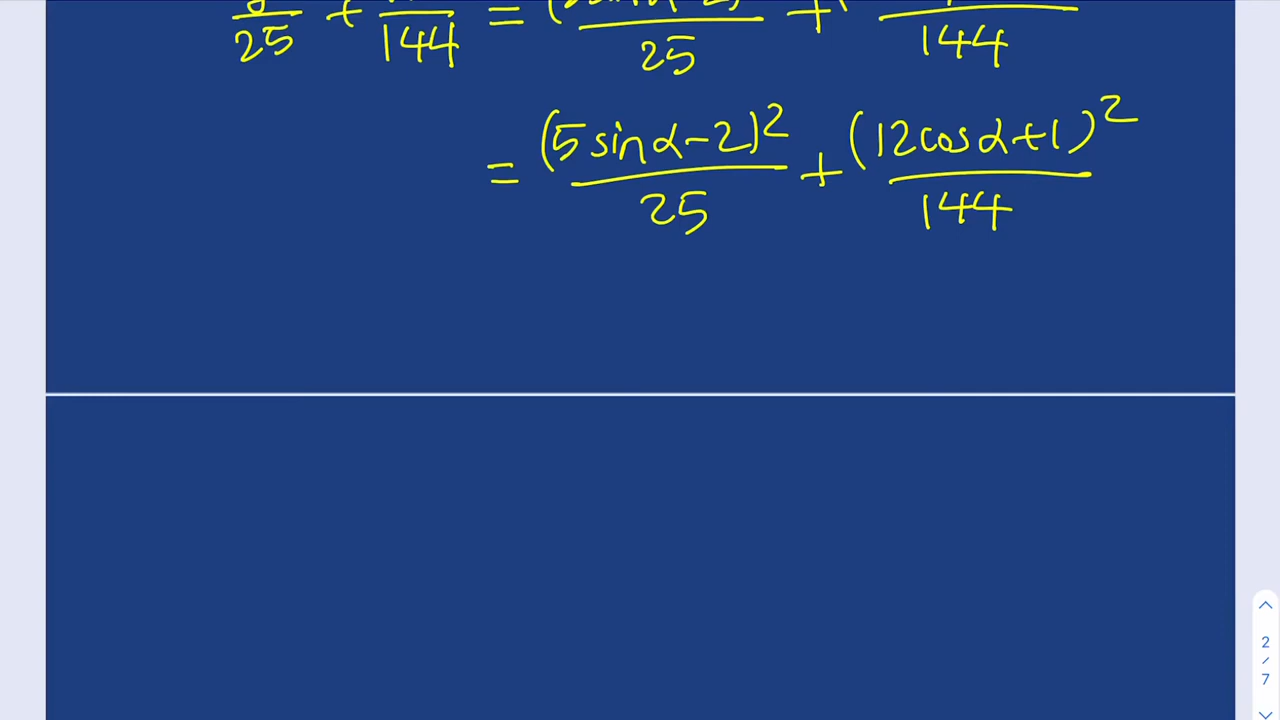 25 + 144 = 25 + 144
= (5sinα-2)²/25 + (12cosα+1)²/144
2
/
7